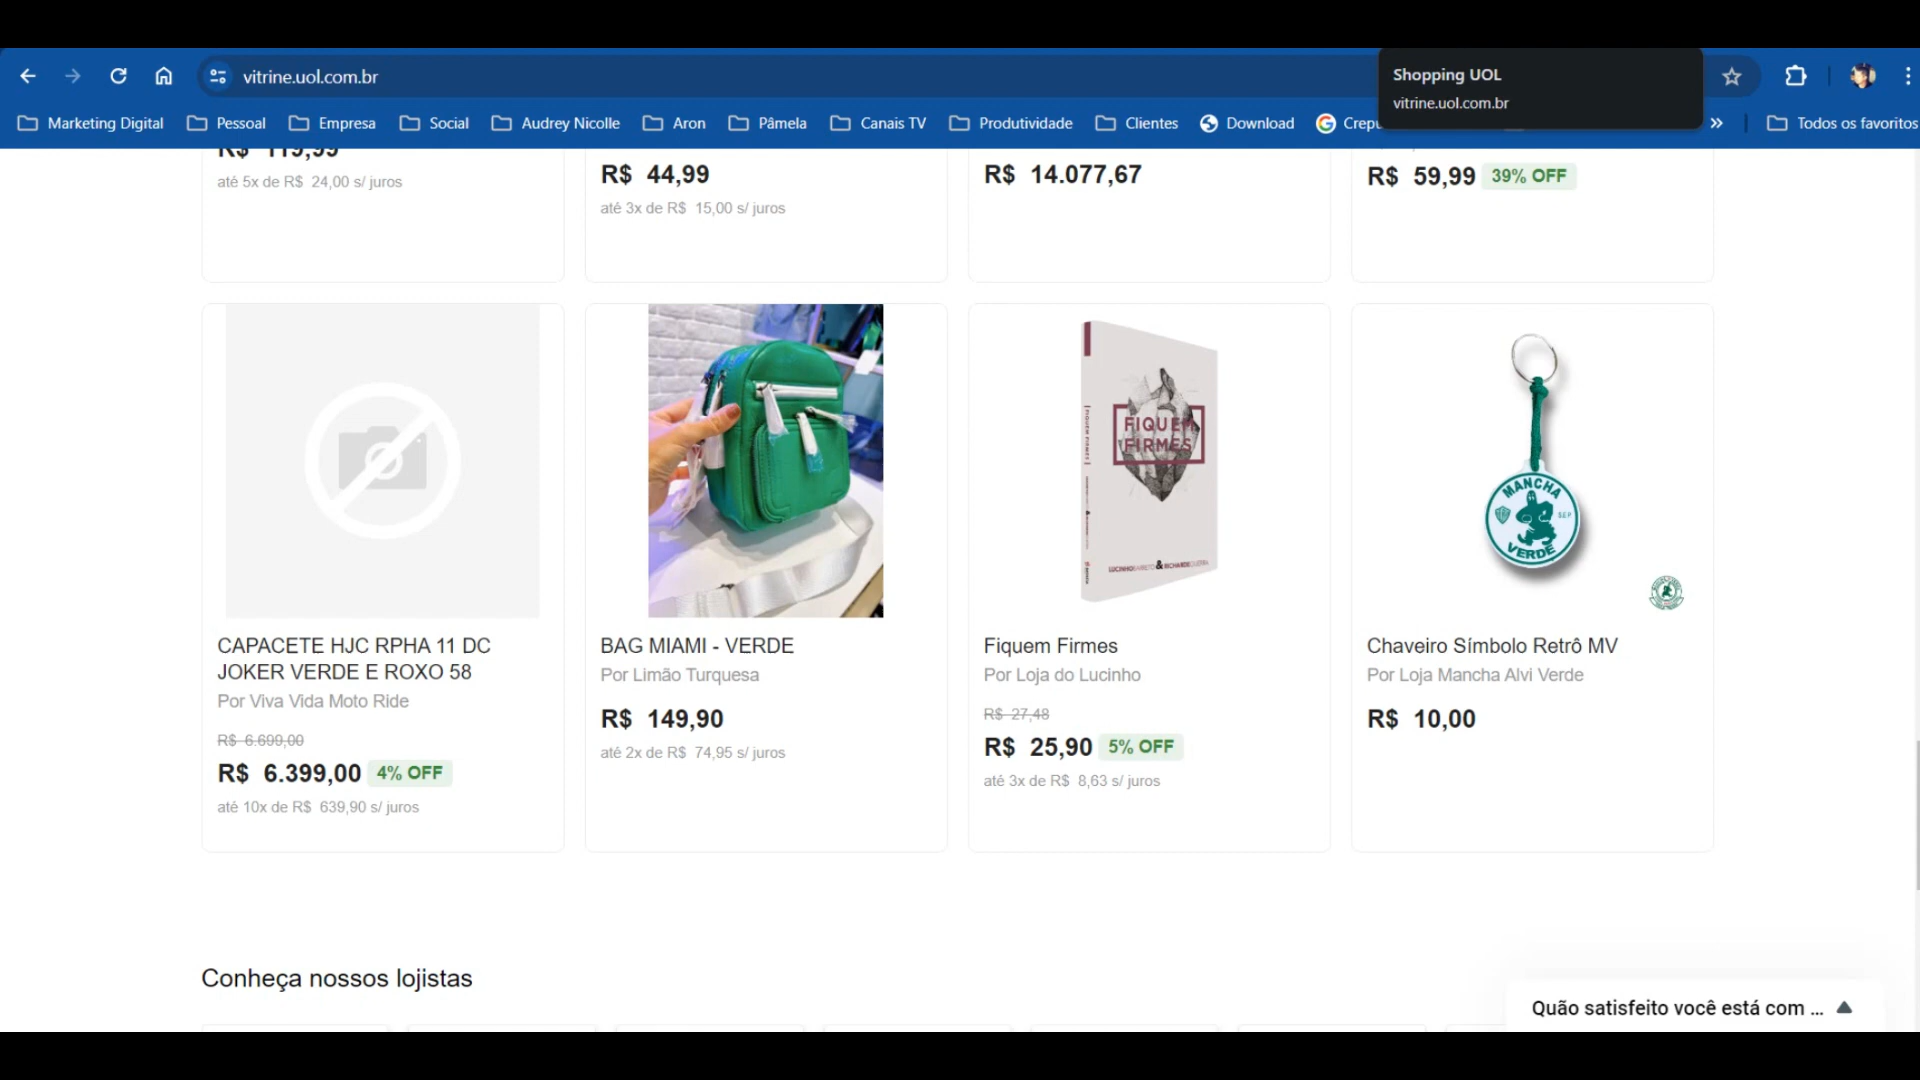 vitrine.uol.com.br
Shopping UOL
vitrine.uol.com.br
Marketing Digital
Pessoal
Empresa
Social
Audrey Nicolle
Aron
Pâmela
Canais TV
Produtividade
Clientes
Download
Todos os favoritos
R$ 119,99
até 5x de R$ 24,00 s/ juros
R$ 44,99
até 3x de R$ 15,00 s/ juros
R$ 14.077,67
R$ 59,99 39% OFF
CAPACETE HJC RPHA 11 DC
JOKER VERDE E ROXO 58
Por Viva Vida Moto Ride
R$ 6.699,00
R$ 6.399,00 4% OFF
até 10x de R$ 639,90 s/ juros
BAG MIAMI - VERDE
Por Limão Turquesa
R$ 149,90
até 2x de R$ 74,95 s/ juros
FIQUEM
FIRMES
Fiquem Firmes
Por Loja do Lucinho
R$ 27,48
R$ 25,90 5% OFF
até 3x de R$ 8,63 s/ juros
MANCHA
SEP
VERDE
Chaveiro Símbolo Retrô MV
Por Loja Mancha Alvi Verde
R$ 10,00
Conheça nossos lojistas
Quão satisfeito você está com ...